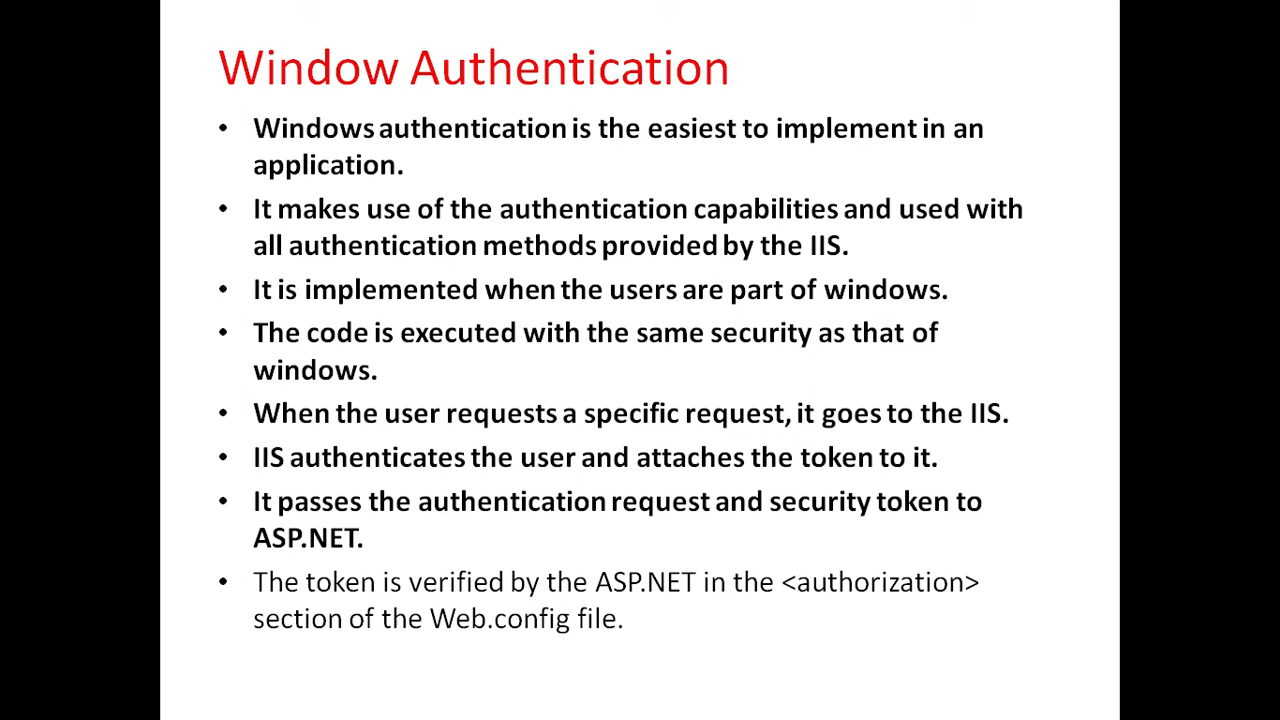 Window Authentication
• Windows authentication is the easiest to implement in an
application.
• It makes use of the authentication capabilities and used with
all authentication methods provided by the IIS.
• It is implemented when the users are part of windows.
• The code is executed with the same security as that of
windows.
• When the user requests a specific request, it goes to the IIS.
• IIS authenticates the user and attaches the token to it.
• It passes the authentication request and security token to
ASP.NET.
• The token is verified by the ASP.NET in the <authorization>
section of the Web.config file.